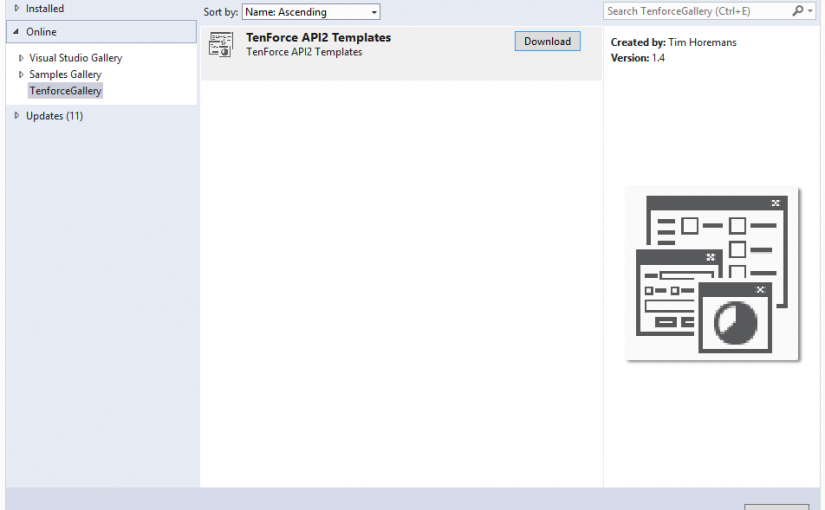 Installed
Sort by: Name: Ascending
Search TenforceGallery (Ctrl+E)
Online
Visual Studio Gallery
Samples Gallery
TenforceGallery
Updates (11)
TenForce API2 Templates
TenForce API2 Templates
Download
Created by: Tim Horemans
Version: 1.4